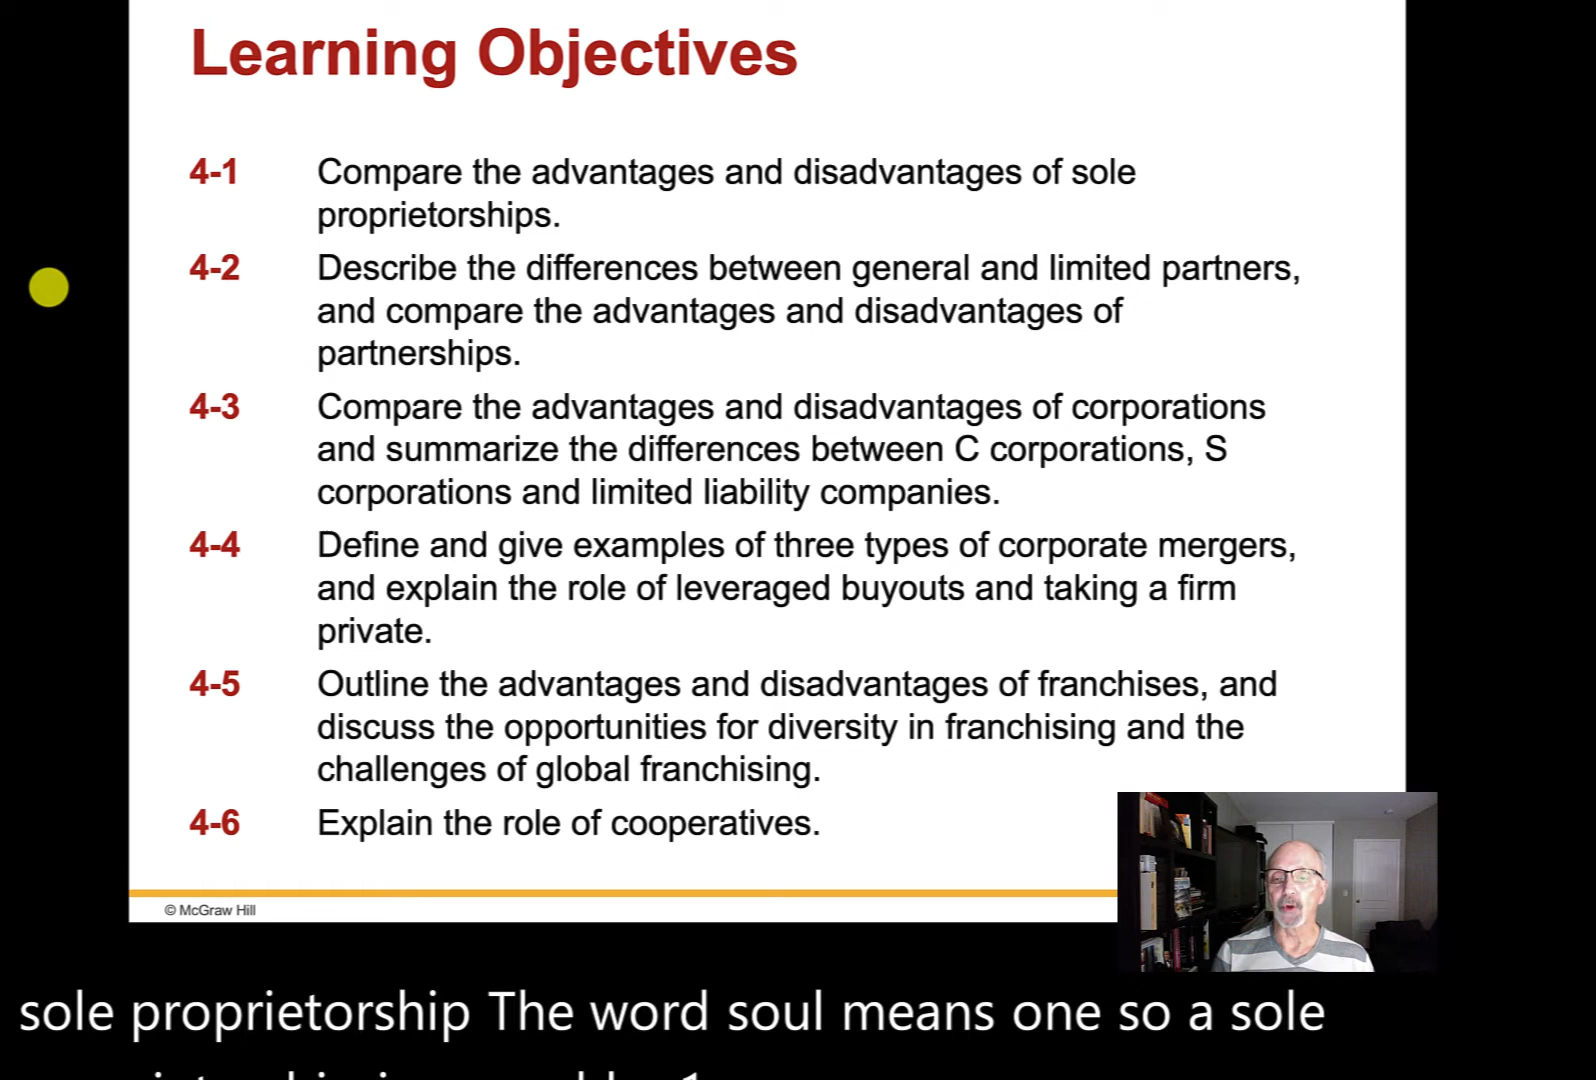 Learning Objectives
4-1 Compare the advantages and disadvantages of sole
proprietorships.
4-2 Describe the differences between general and limited partners,
and compare the advantages and disadvantages of
partnerships.
4-3 Compare the advantages and disadvantages of corporations
and summarize the differences between C corporations, S
corporations and limited liability companies.
4-4 Define and give examples of three types of corporate mergers,
and explain the role of leveraged buyouts and taking a firm
private.
4-5 Outline the advantages and disadvantages of franchises, and
discuss the opportunities for diversity in franchising and the
challenges of global franchising.
4-6 Explain the role of cooperatives.
© McGraw Hill
sole proprietorship The word soul means one so a sole